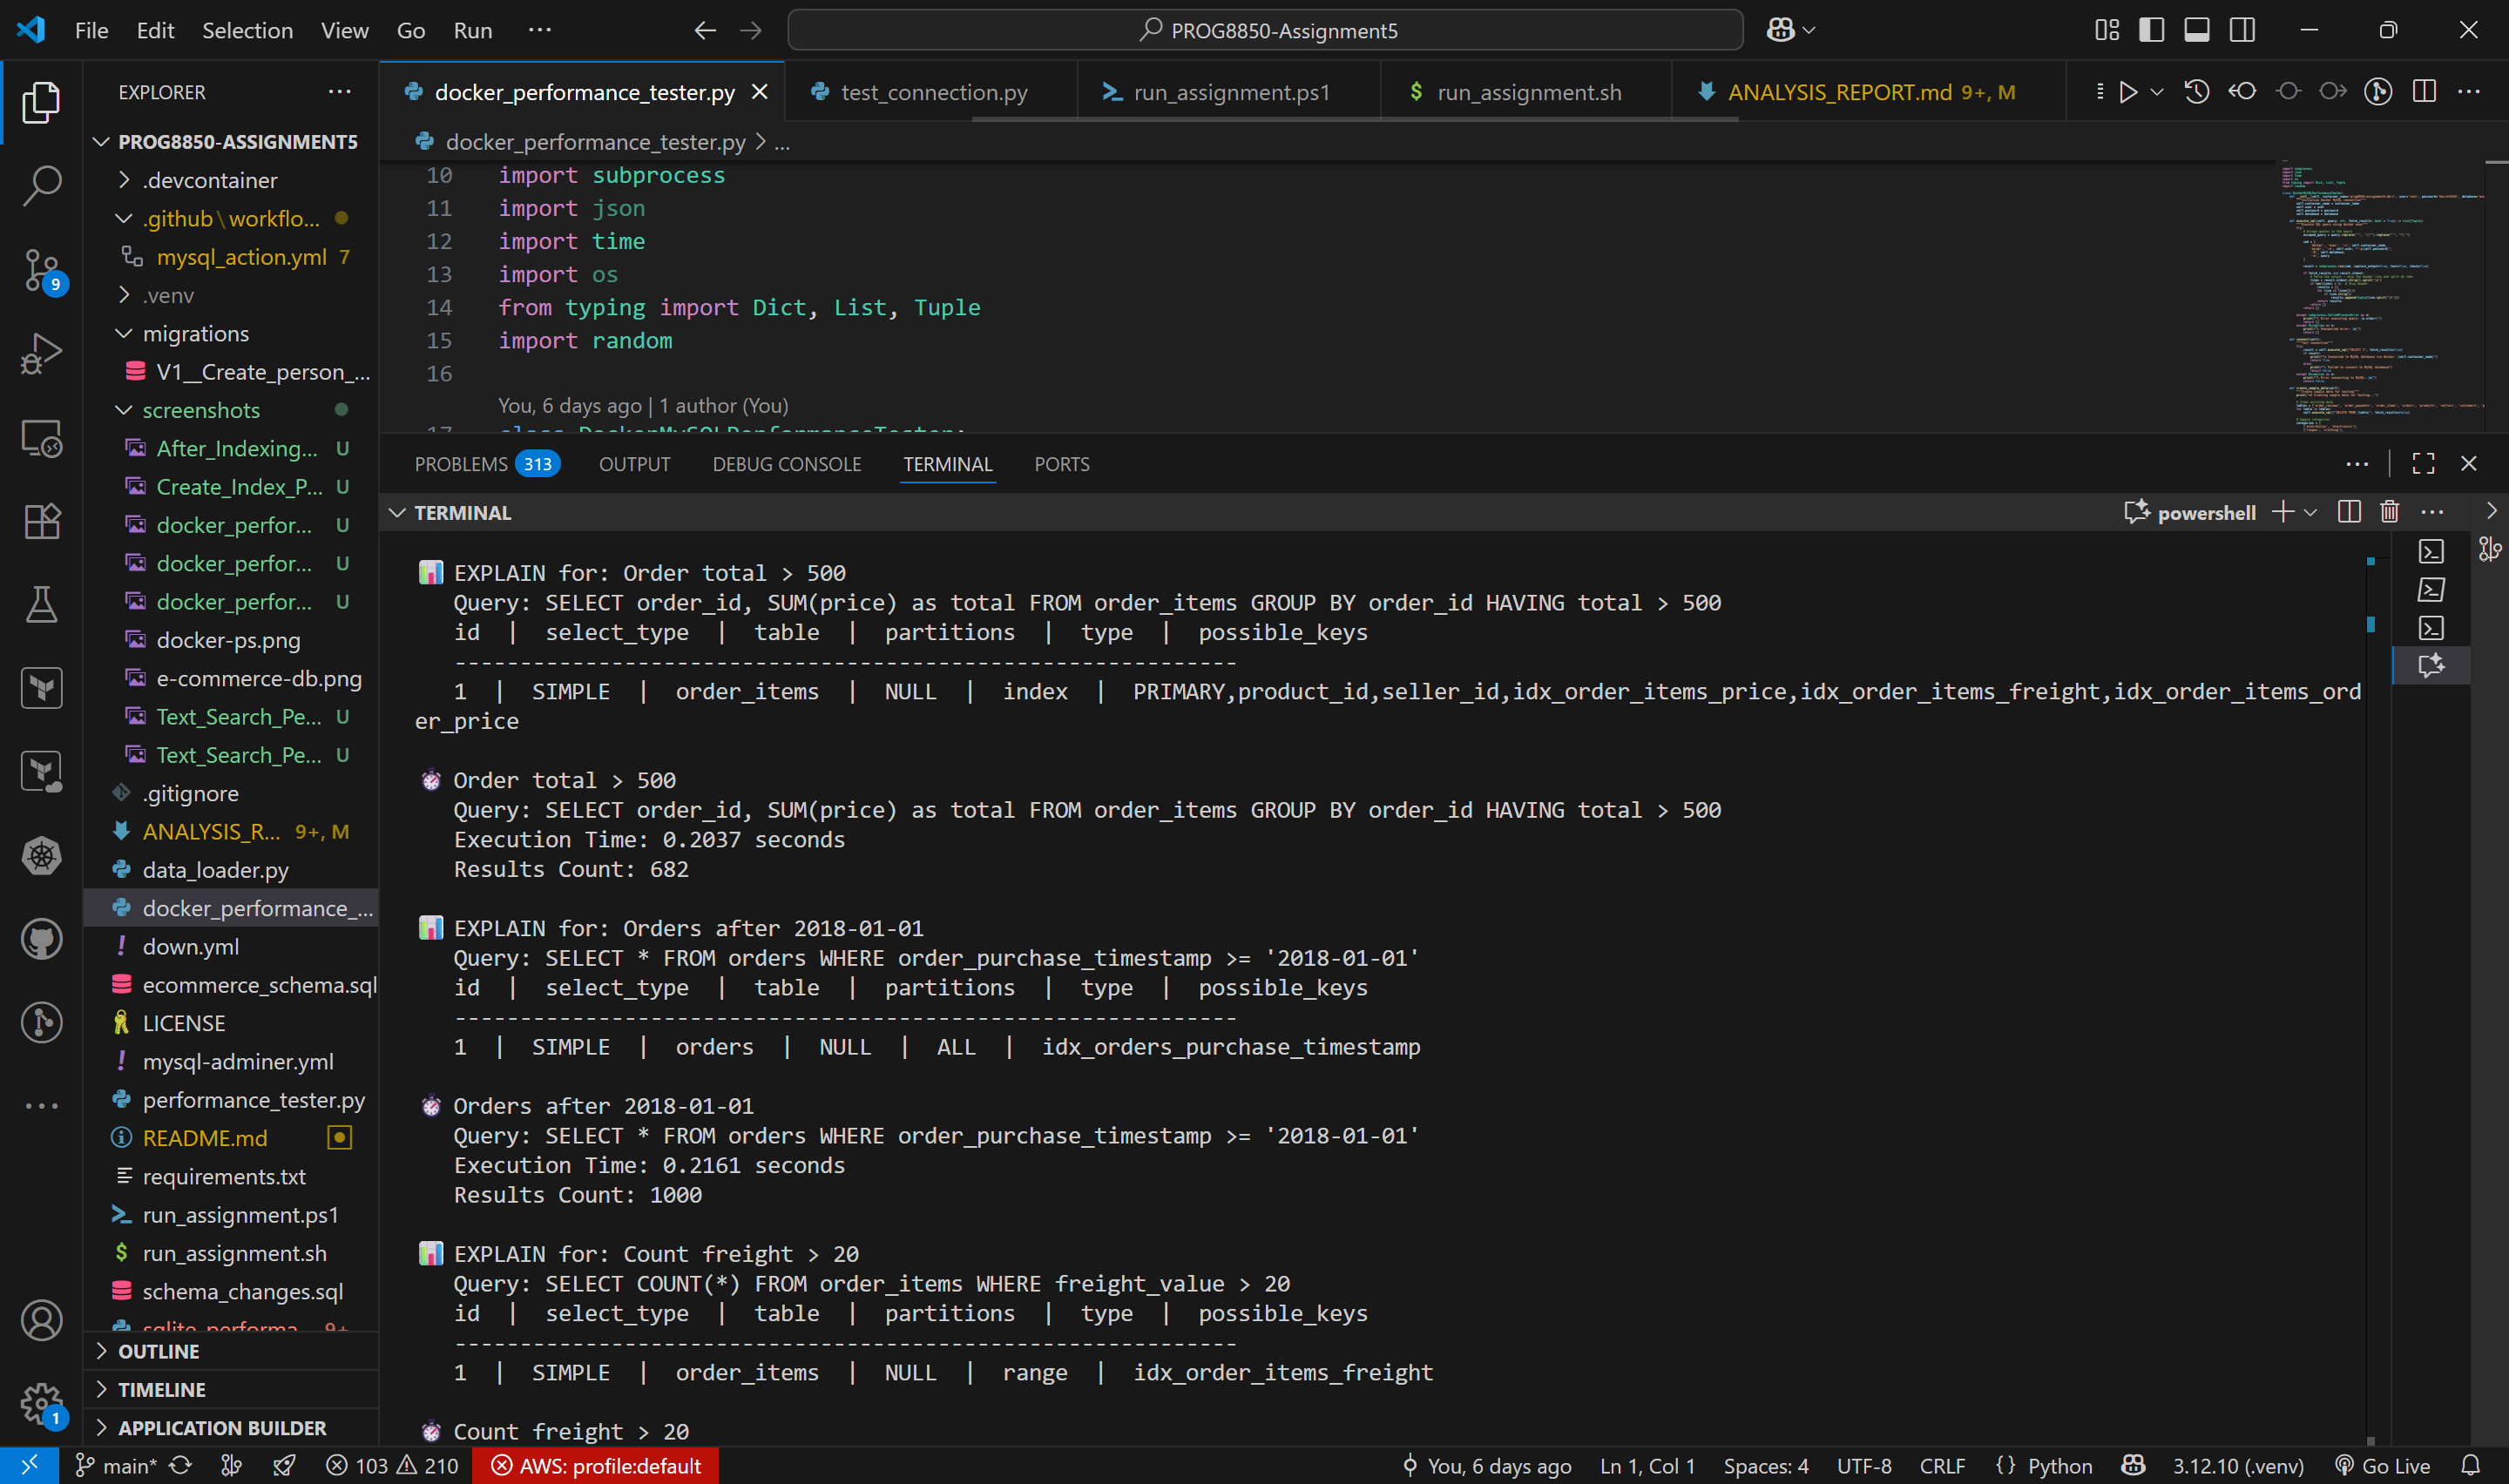 File Edit Selection View Go Run ···
PROG8850-Assignment5
EXPLORER ···
PROG8850-ASSIGNMENT5
.devcontainer
.github\workflo...
mysql_action.yml 7
.venv
migrations
V1__Create_person_...
screenshots
After_Indexing... U
Create_Index_P... U
docker_perfor... U
docker_perfor... U
docker_perfor... U
docker-ps.png
e-commerce-db.png
Text_Search_Pe... U
Text_Search_Pe... U
.gitignore
ANALYSIS_R... 9+, M
data_loader.py
docker_performance_...
down.yml
ecommerce_schema.sql
LICENSE
mysql-adminer.yml
performance_tester.py
README.md
requirements.txt
run_assignment.ps1
run_assignment.sh
schema_changes.sql
sqlite_performa... 9+
OUTLINE
TIMELINE
APPLICATION BUILDER
9
1
docker_performance_tester.py test_connection.py run_assignment.ps1 run_assignment.sh ANALYSIS_REPORT.md 9+, M
docker_performance_tester.py > ...
10 import subprocess
11 import json
12 import time
13 import os
14 from typing import Dict, List, Tuple
15 import random
16
You, 6 days ago | 1 author (You)
17 class DockerMySQLPerformanceTester:
PROBLEMS 313 OUTPUT DEBUG CONSOLE TERMINAL PORTS
TERMINAL powershell
EXPLAIN for: Order total > 500
Query: SELECT order_id, SUM(price) as total FROM order_items GROUP BY order_id HAVING total > 500
id | select_type | table | partitions | type | possible_keys
------------------------------------------------------------
1 | SIMPLE | order_items | NULL | index | PRIMARY,product_id,seller_id,idx_order_items_price,idx_order_items_freight,idx_order_items_ord
er_price
Order total > 500
Query: SELECT order_id, SUM(price) as total FROM order_items GROUP BY order_id HAVING total > 500
Execution Time: 0.2037 seconds
Results Count: 682
EXPLAIN for: Orders after 2018-01-01
Query: SELECT * FROM orders WHERE order_purchase_timestamp >= '2018-01-01'
id | select_type | table | partitions | type | possible_keys
------------------------------------------------------------
1 | SIMPLE | orders | NULL | ALL | idx_orders_purchase_timestamp
Orders after 2018-01-01
Query: SELECT * FROM orders WHERE order_purchase_timestamp >= '2018-01-01'
Execution Time: 0.2161 seconds
Results Count: 1000
EXPLAIN for: Count freight > 20
Query: SELECT COUNT(*) FROM order_items WHERE freight_value > 20
id | select_type | table | partitions | type | possible_keys
------------------------------------------------------------
1 | SIMPLE | order_items | NULL | range | idx_order_items_freight
Count freight > 20
main* 103 210 AWS: profile:default You, 6 days ago Ln 1, Col 1 Spaces: 4 UTF-8 CRLF {} Python 3.12.10 (.venv) Go Live